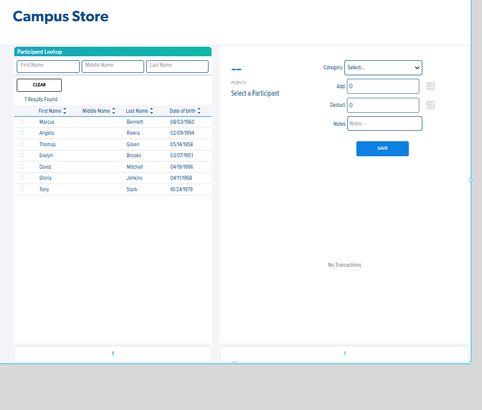 Campus Store
Participant Lookup
First Name Middle Name Last Name
CLEAR
7 Results Found
First Name Middle Name Last Name Date of birth
Marcus Bennett 08/03/1960
Angela Rivera 02/09/1994
Thomas Green 05/14/1958
Evelyn Brooks 03/07/1951
David Mitchell 04/19/1996
Gloria Jenkins 04/11/1968
Tony Stark 10/24/1979
1
--
POINTS
Select a Participant
Category Select...
Add 0
Deduct 0
Notes Notes...
SAVE
No Transactions